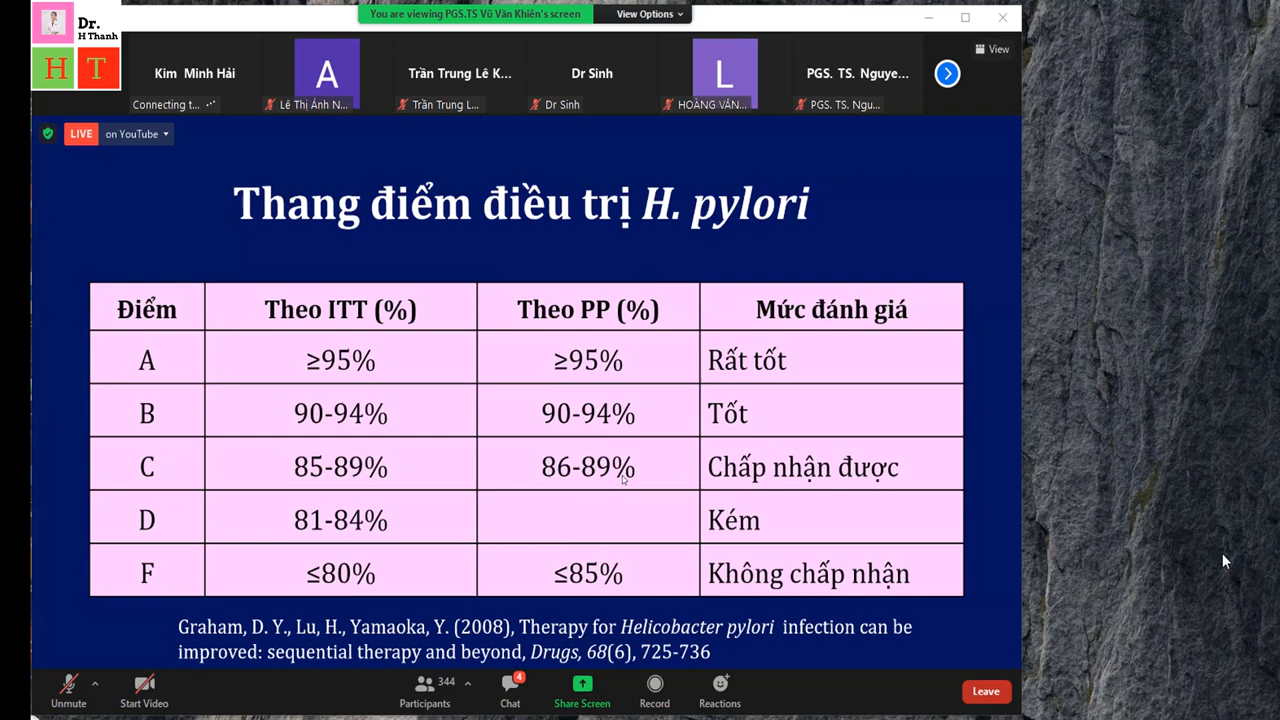 Dr.
H Thanh
H T
You are viewing PGS.TS Vũ Văn Khiên's screen
View Options
View
Kim Minh Hải
A
Trần Trung Lê K...
Dr Sinh
L
PGS. TS. Nguye...
Connecting t...
Lê Thị Ánh N...
Trần Trung L...
Dr Sinh
HOÀNG VĂN...
PGS. TS. Ngu...
LIVE on YouTube
Thang điểm điều trị H. pylori
Điểm Theo ITT (%) Theo PP (%) Mức đánh giá
A ≥95% ≥95% Rất tốt
B 90-94% 90-94% Tốt
C 85-89% 86-89% Chấp nhận được
D 81-84% Kém
F ≤80% ≤85% Không chấp nhận
Graham, D. Y., Lu, H., Yamaoka, Y. (2008), Therapy for Helicobacter pylori infection can be
improved: sequential therapy and beyond, Drugs, 68(6), 725-736
Unmute
Start Video
344
Participants
4
Chat
Share Screen
Record
Reactions
Leave